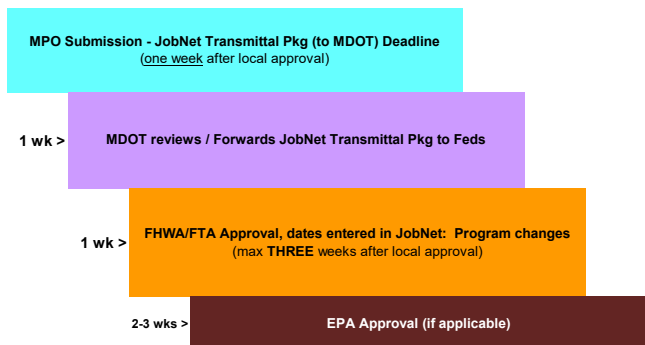 MPO Submission - JobNet Transmittal Pkg (to MDOT) Deadline
(one week after local approval)
1 wk >
MDOT reviews / Forwards JobNet Transmittal Pkg to Feds
1 wk >
FHWA/FTA Approval, dates entered in JobNet: Program changes
(max THREE weeks after local approval)
2-3 wks >
EPA Approval (if applicable)